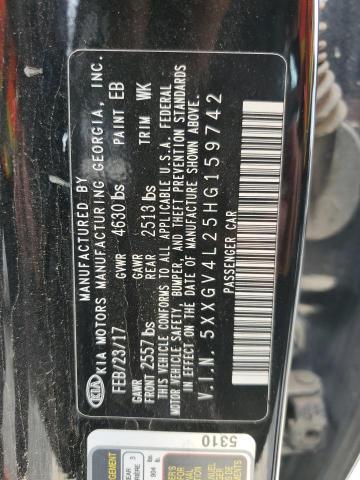 MANUFACTURED BY
KIA KIA MOTORS MANUFACTURING GEORGIA, INC.
FEB/23/17 GVWR 4630 lbs PAINT EB
GAWR FRONT 2557 lbs GAWR REAR 2513 lbs TRIM WK
THIS VEHICLE CONFORMS TO ALL APPLICABLE U.S.A. FEDERAL
MOTOR VEHICLE SAFETY, BUMPER, AND THEFT PREVENTION STANDARDS
IN EFFECT ON THE DATE OF MANUFACTURE SHOWN ABOVE.
V.I.N. 5XXGV4L25HG159742
PASSENGER CAR
5310